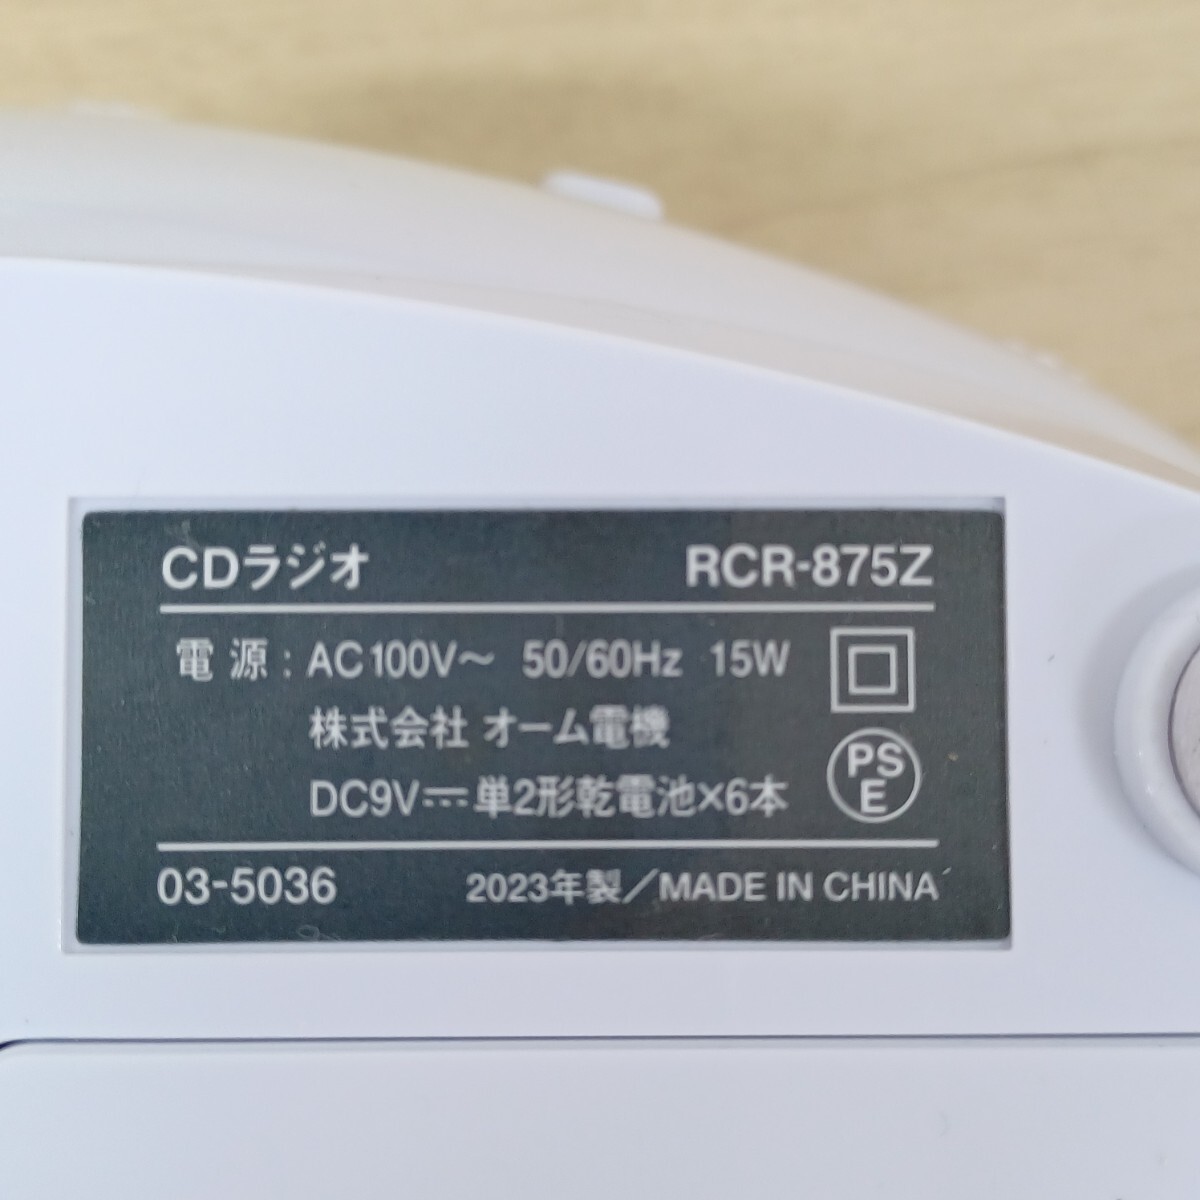 CDラジオ RCR-875Z
電源：AC100V～ 50/60Hz 15W
株式会社 オーム電機
DC9V⎓単2形乾電池×6本
PSE
03-5036 2023年製／MADE IN CHINA